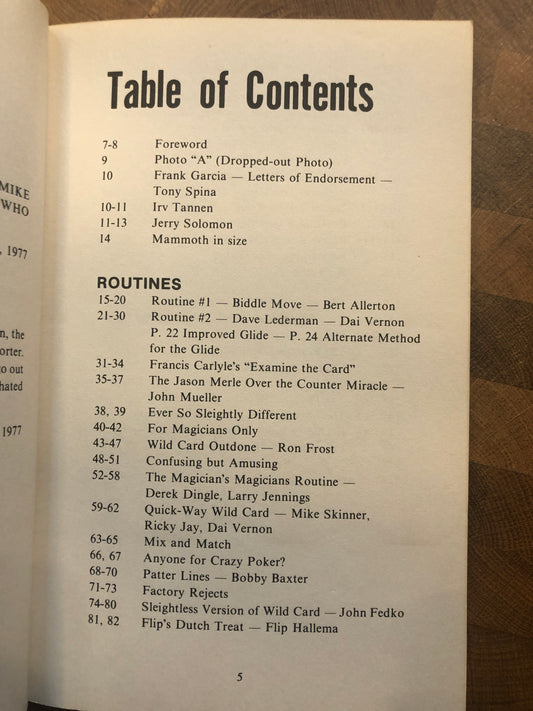 MIKE
WHO
, 1977
n, the
orter.
o out
hated
1977
Table of Contents
7-8 Foreword
9 Photo "A" (Dropped-out Photo)
10 Frank Garcia — Letters of Endorsement —
Tony Spina
10-11 Irv Tannen
11-13 Jerry Solomon
14 Mammoth in size
ROUTINES
15-20 Routine #1 — Biddle Move — Bert Allerton
21-30 Routine #2 — Dave Lederman — Dai Vernon
P. 22 Improved Glide — P. 24 Alternate Method
for the Glide
31-34 Francis Carlyle's "Examine the Card"
35-37 The Jason Merle Over the Counter Miracle —
John Mueller
38, 39 Ever So Sleightly Different
40-42 For Magicians Only
43-47 Wild Card Outdone — Ron Frost
48-51 Confusing but Amusing
52-58 The Magician's Magicians Routine —
Derek Dingle, Larry Jennings
59-62 Quick-Way Wild Card — Mike Skinner,
Ricky Jay, Dai Vernon
63-65 Mix and Match
66, 67 Anyone for Crazy Poker?
68-70 Patter Lines — Bobby Baxter
71-73 Factory Rejects
74-80 Sleightless Version of Wild Card — John Fedko
81, 82 Flip's Dutch Treat — Flip Hallema
5